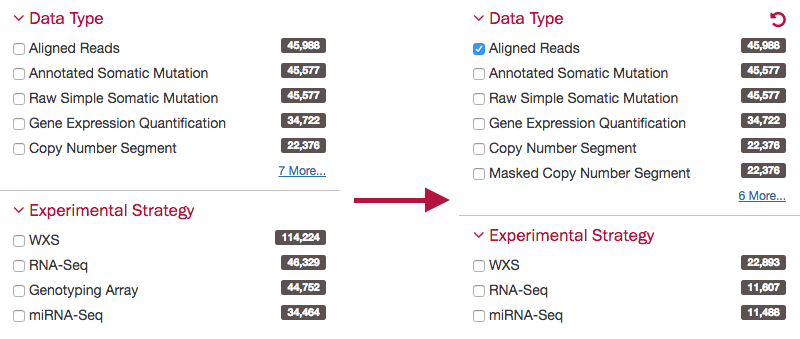 Data Type
Aligned Reads 45,988
Annotated Somatic Mutation 45,577
Raw Simple Somatic Mutation 45,577
Gene Expression Quantification 34,722
Copy Number Segment 22,376
7 More...
Experimental Strategy
WXS 114,224
RNA-Seq 46,329
Genotyping Array 44,752
miRNA-Seq 34,464
Data Type
Aligned Reads 45,988
Annotated Somatic Mutation 45,577
Raw Simple Somatic Mutation 45,577
Gene Expression Quantification 34,722
Copy Number Segment 22,376
Masked Copy Number Segment 22,376
6 More...
Experimental Strategy
WXS 22,893
RNA-Seq 11,607
miRNA-Seq 11,488